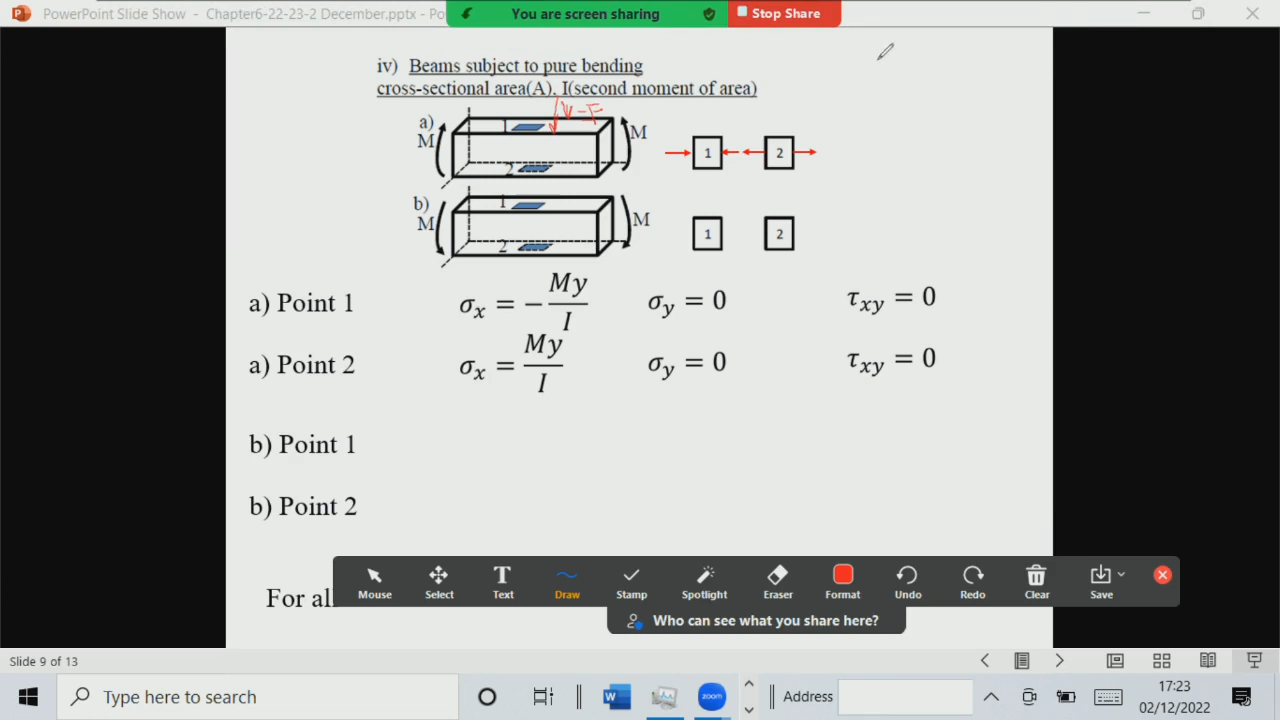 PowerPoint Slide Show - Chapter6-22-23-2 December.pptx - Po
You are screen sharing
Stop Share
iv) Beams subject to pure bending
cross-sectional area(A), I(second moment of area)
a)
M
1
2
M
1
2
b)
M
1
2
M
1
2
a) Point 1 σx = − My/I σy = 0 τxy = 0
a) Point 2 σx = My/I σy = 0 τxy = 0
b) Point 1
b) Point 2
For all
Mouse
Select
Text
Draw
Stamp
Spotlight
Eraser
Format
Undo
Redo
Clear
Save
Who can see what you share here?
Slide 9 of 13
Type here to search
zoom
Address
17:23
02/12/2022